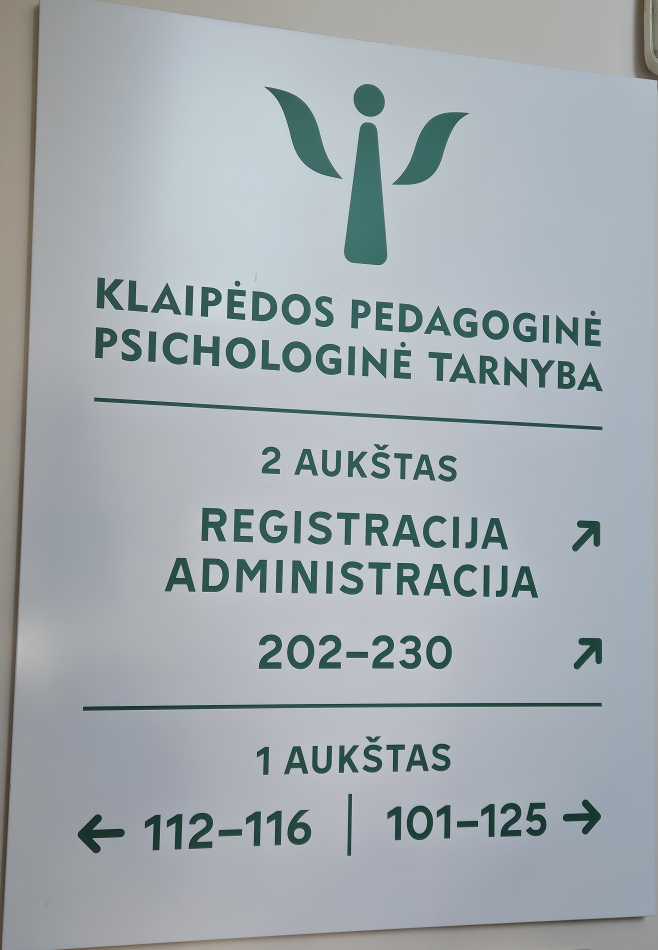 KLAIPĖDOS PEDAGOGINĖ
PSICHOLOGINĖ TARNYBA
2 AUKŠTAS
REGISTRACIJA ↗
ADMINISTRACIJA
202–230 ↗
1 AUKŠTAS
← 112–116 | 101–125 →